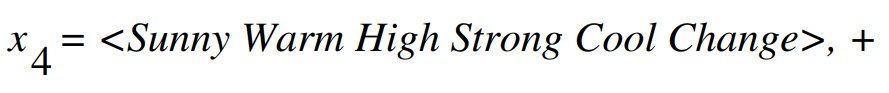 x4 = <Sunny Warm High Strong Cool Change>, +